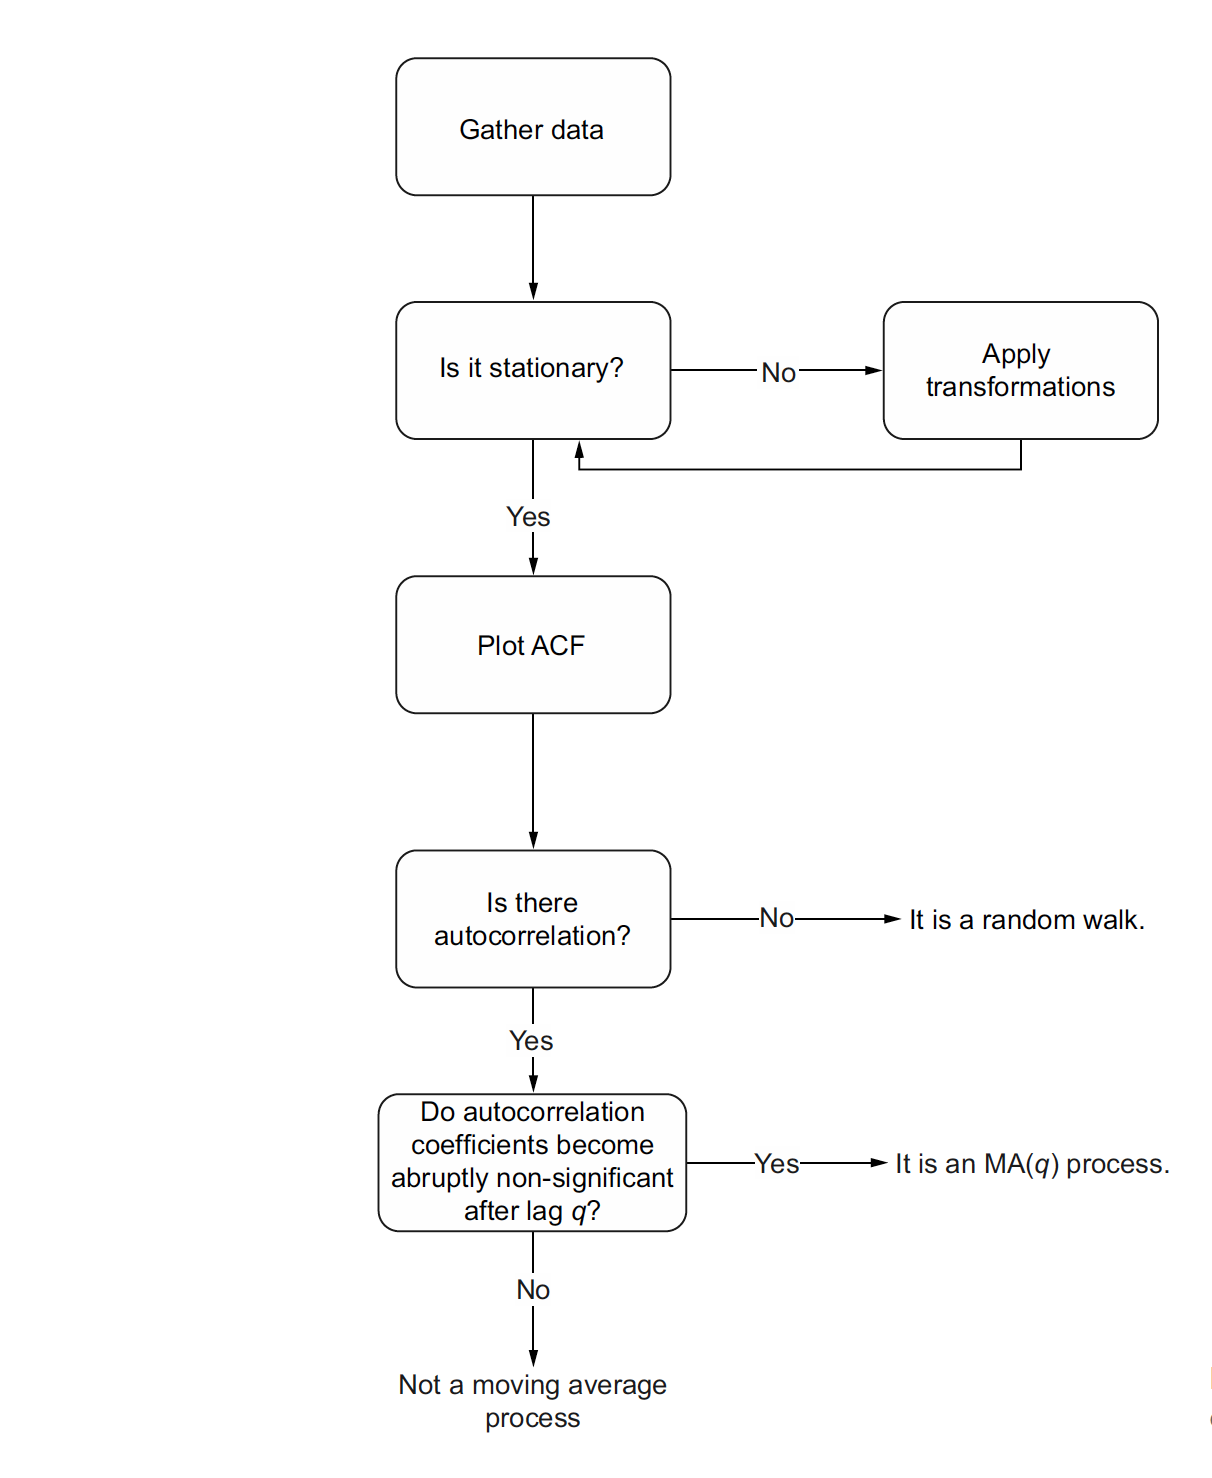 Gather data
Is it stationary?
No
Apply
transformations
Yes
Plot ACF
Is there
autocorrelation?
No
It is a random walk.
Yes
Do autocorrelation
coefficients become
abruptly non-significant
after lag q?
Yes
It is an MA(q) process.
No
Not a moving average
process